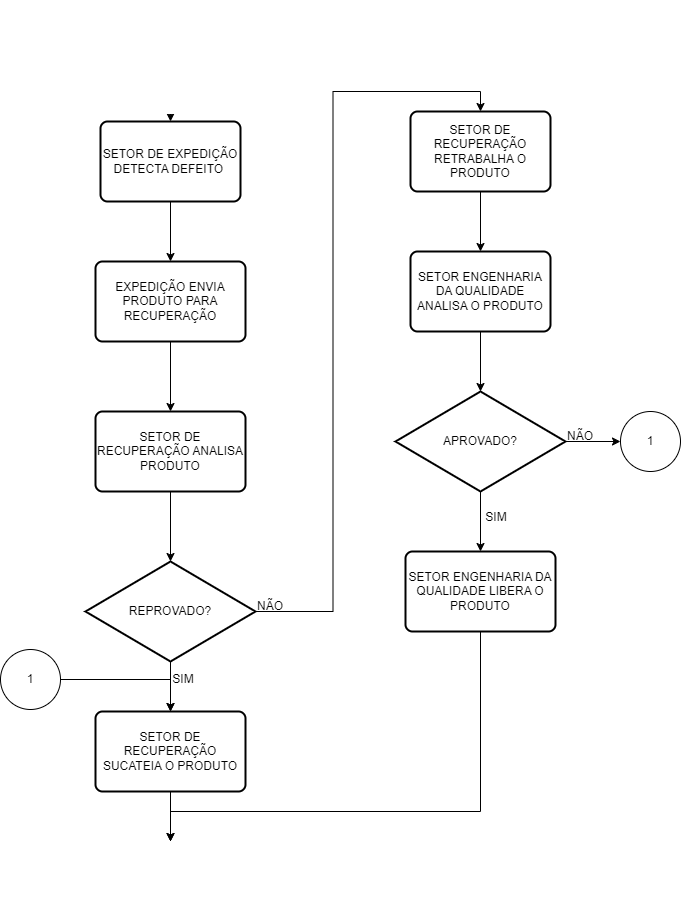 SETOR DE EXPEDIÇÃO
DETECTA DEFEITO
EXPEDIÇÃO ENVIA
PRODUTO PARA
RECUPERAÇÃO
SETOR DE
RECUPERAÇÃO ANALISA
PRODUTO
REPROVADO?
NÃO
1
SIM
SETOR DE
RECUPERAÇÃO
SUCATEIA O PRODUTO
SETOR DE
RECUPERAÇÃO
RETRABALHA O
PRODUTO
SETOR ENGENHARIA
DA QUALIDADE
ANALISA O PRODUTO
APROVADO?
NÃO
1
SIM
SETOR ENGENHARIA DA
QUALIDADE LIBERA O
PRODUTO